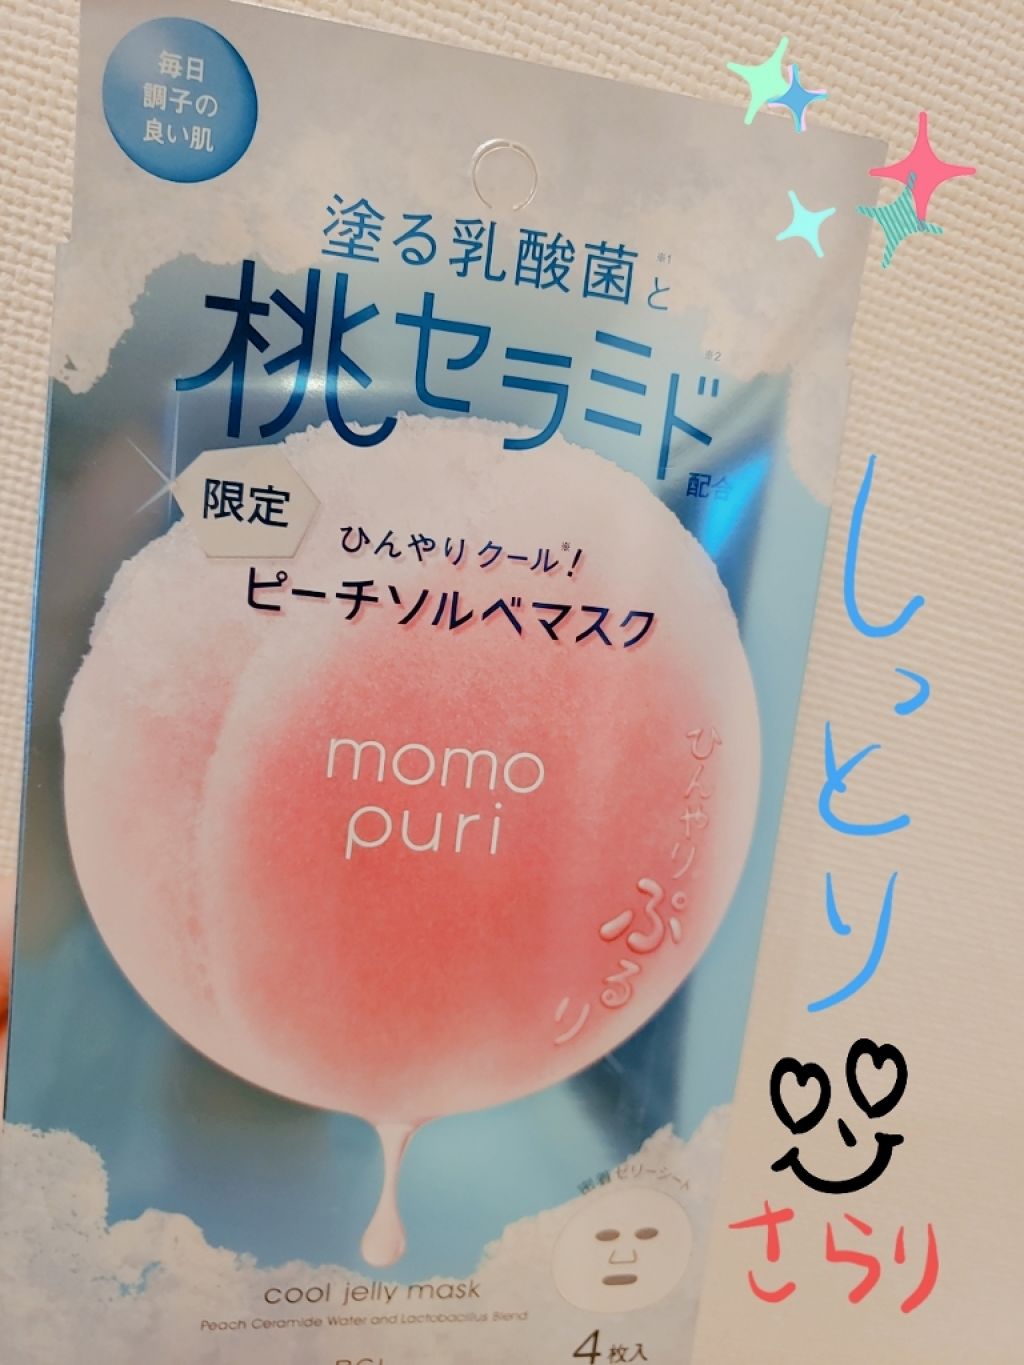 毎日
調子の
良い肌
塗る乳酸菌※1と
桃セラミド※2
配合
限定
ひんやりクール※!
ピーチソルベマスク
momo
puri
ひんやり
ぷるり
しっとり
さらり
密着ゼリーシート
cool jelly mask
Peach Ceramide Water and Lactobacillus Blend
4枚入
BCL